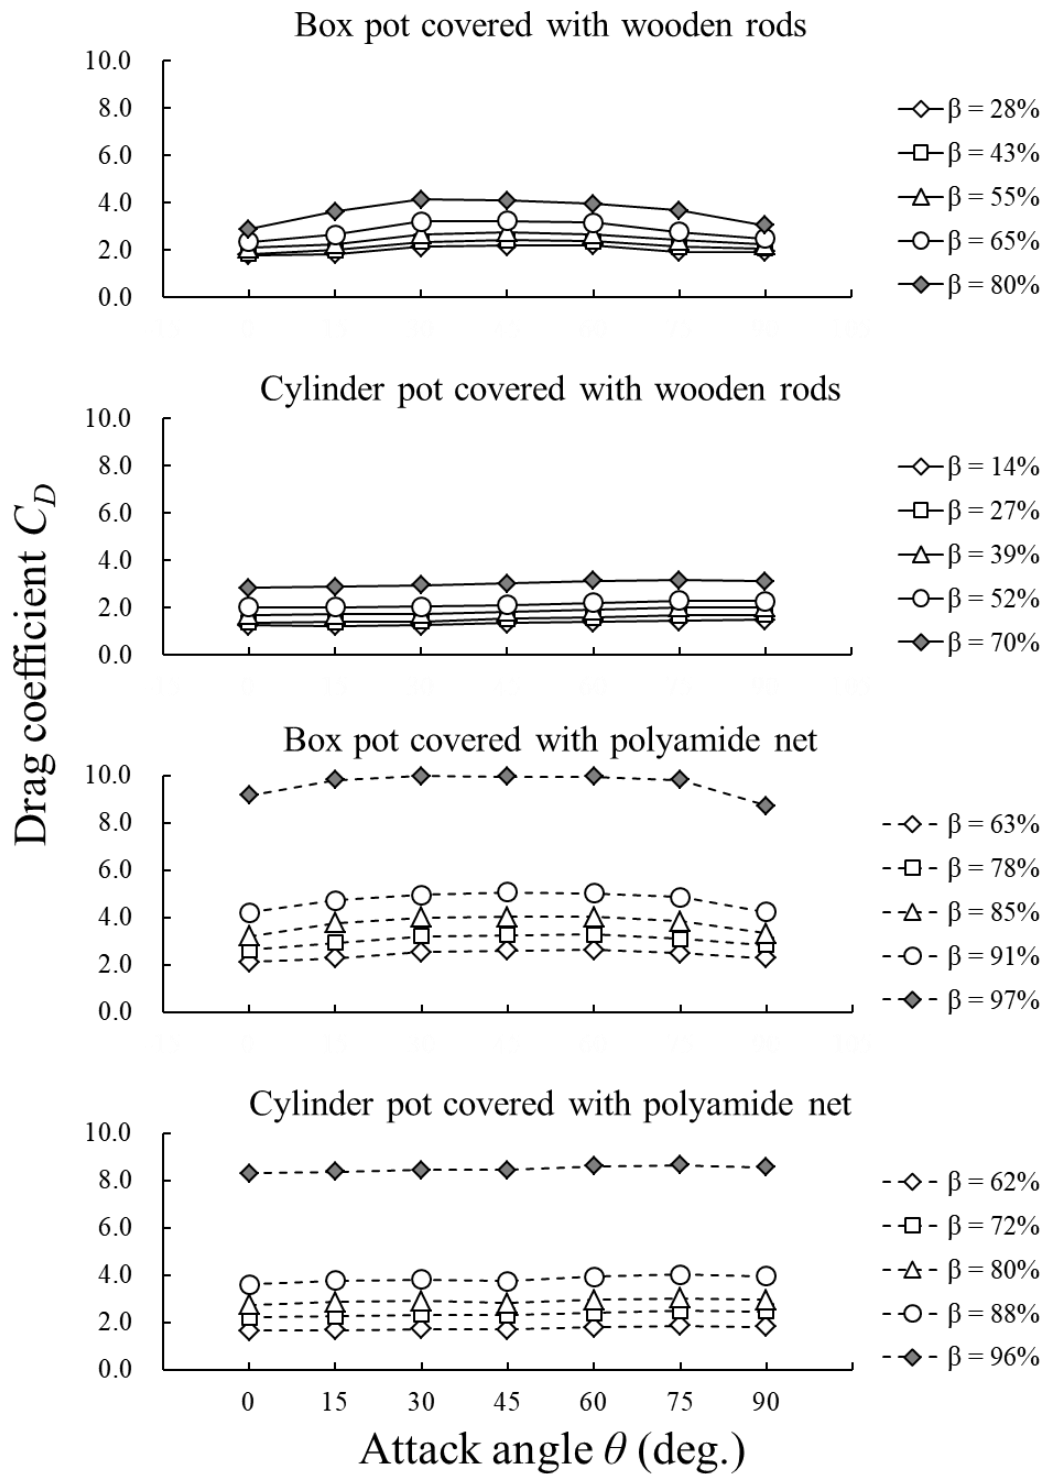 Box pot covered with wooden rods
10.0
8.0
6.0
4.0
2.0
0.0
β = 28%
β = 43%
β = 55%
β = 65%
β = 80%
Cylinder pot covered with wooden rods
10.0
8.0
6.0
4.0
2.0
0.0
β = 14%
β = 27%
β = 39%
β = 52%
β = 70%
Drag coefficient C_D
Box pot covered with polyamide net
10.0
8.0
6.0
4.0
2.0
0.0
β = 63%
β = 78%
β = 85%
β = 91%
β = 97%
Cylinder pot covered with polyamide net
10.0
8.0
6.0
4.0
2.0
0.0
β = 62%
β = 72%
β = 80%
β = 88%
β = 96%
0 15 30 45 60 75 90
Attack angle θ (deg.)